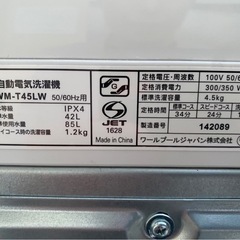 自動電気洗濯機
WM-T45LW 50/60Hz用
IPX4
42L
85L
1.2kg
JET
1628
定格電圧・周波数 100V 50/6
定格消費電力 300/350 W
標準洗濯容量 4.5kg
標準コース スピードコース
34分 24分
製造番号 142089
ワールプールジャパン株式会